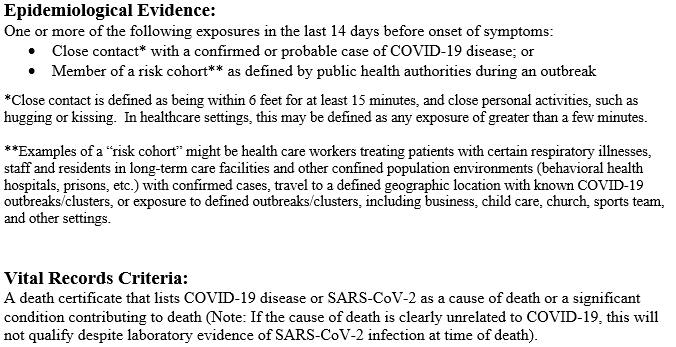 Epidemiological Evidence:
One or more of the following exposures in the last 14 days before onset of symptoms:
• Close contact* with a confirmed or probable case of COVID-19 disease; or
• Member of a risk cohort** as defined by public health authorities during an outbreak
*Close contact is defined as being within 6 feet for at least 15 minutes, and close personal activities, such as
hugging or kissing.  In healthcare settings, this may be defined as any exposure of greater than a few minutes.
**Examples of a “risk cohort” might be health care workers treating patients with certain respiratory illnesses,
staff and residents in long-term care facilities and other confined population environments (behavioral health
hospitals, prisons, etc.) with confirmed cases, travel to a defined geographic location with known COVID-19
outbreaks/clusters, or exposure to defined outbreaks/clusters, including business, child care, church, sports team,
and other settings.
Vital Records Criteria:
A death certificate that lists COVID-19 disease or SARS-CoV-2 as a cause of death or a significant
condition contributing to death (Note: If the cause of death is clearly unrelated to COVID-19, this will
not qualify despite laboratory evidence of SARS-CoV-2 infection at time of death).